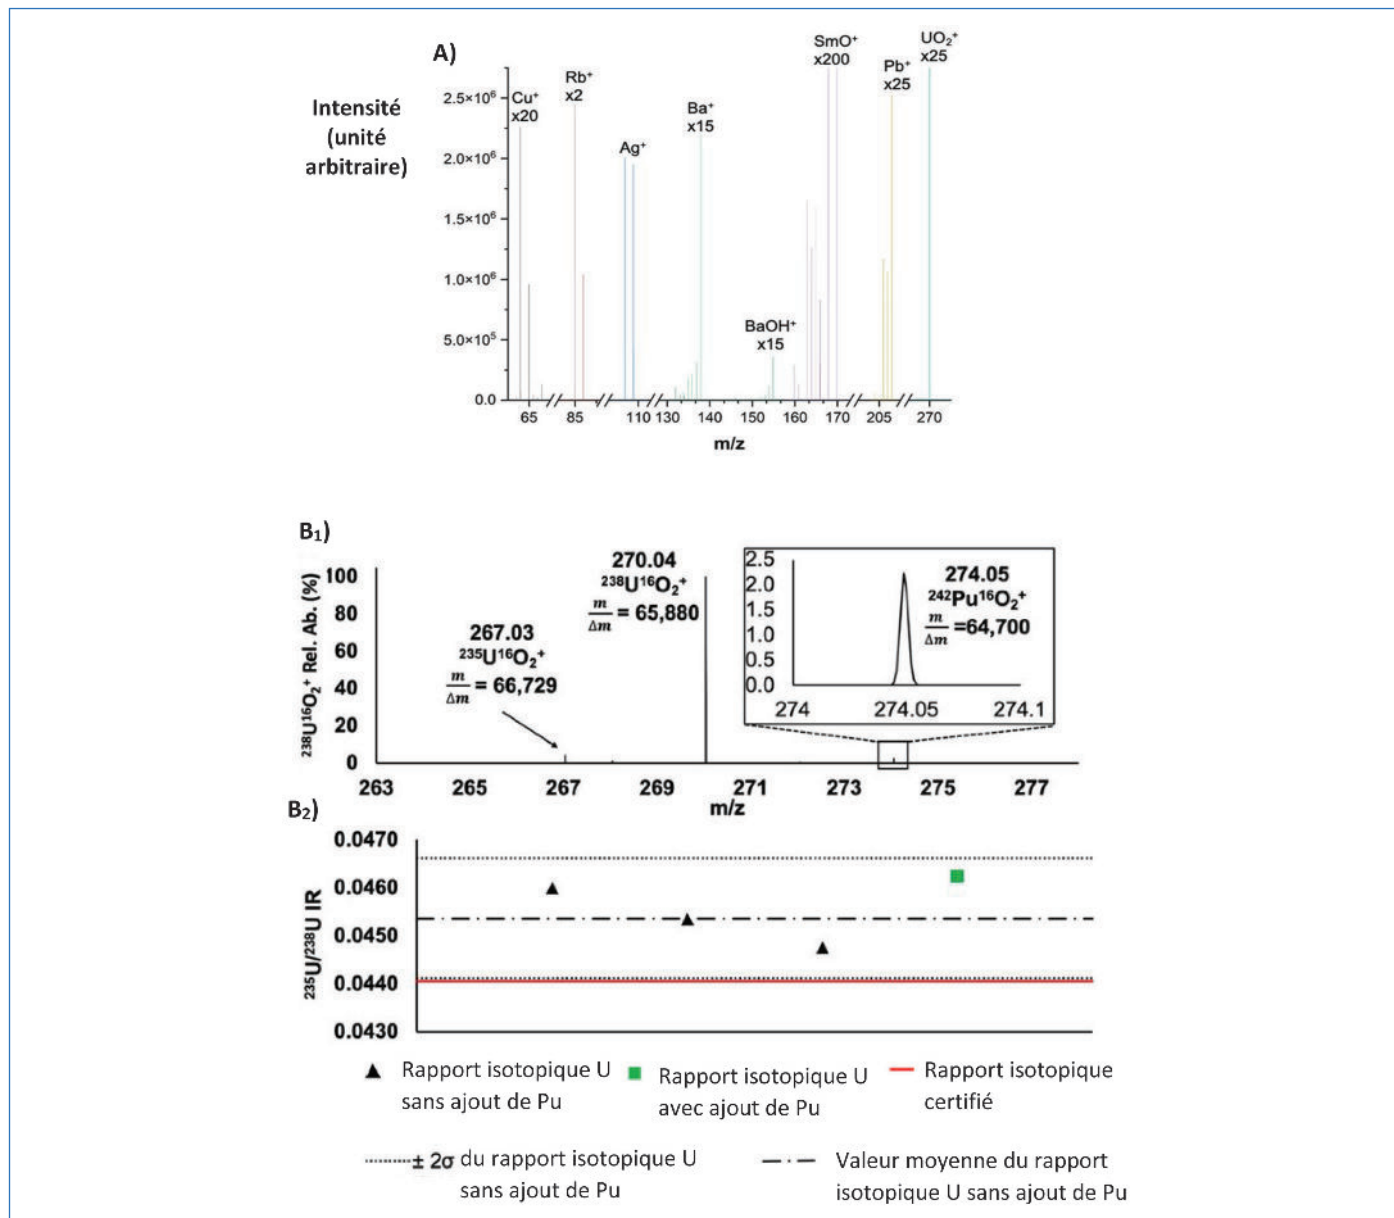 A)
Intensité
(unité
arbitraire)
2.5×10⁶
2.0×10⁶
1.5×10⁶
1.0×10⁶
5.0×10⁵
0.0
Cu⁺
x20
Rb⁺
x2
Ag⁺
Ba⁺
x15
BaOH⁺
x15
SmO⁺
x200
Pb⁺
x25
UO₂⁺
x25
65 85 110 130 140 150 160 170 205 270
m/z
B₁)
²³⁸U¹⁶O₂⁺ Rel. Ab. (%)
100
80
60
40
20
0
267.03
²³⁵U¹⁶O₂⁺
m/Δm = 66,729
270.04
²³⁸U¹⁶O₂⁺
m/Δm = 65,880
2.5
2.0
1.5
1.0
0.5
0.0
274.05
²⁴²Pu¹⁶O₂⁺
m/Δm =64,700
274 274.05 274.1
263 265 267 269 271 273 275 277
m/z
B₂)
²³⁵U/²³⁸U IR
0.0470
0.0460
0.0450
0.0440
0.0430
▲ Rapport isotopique U
sans ajout de Pu
■ Rapport isotopique U
avec ajout de Pu
Rapport isotopique
certifié
± 2σ du rapport isotopique U
sans ajout de Pu
Valeur moyenne du rapport
isotopique U sans ajout de Pu